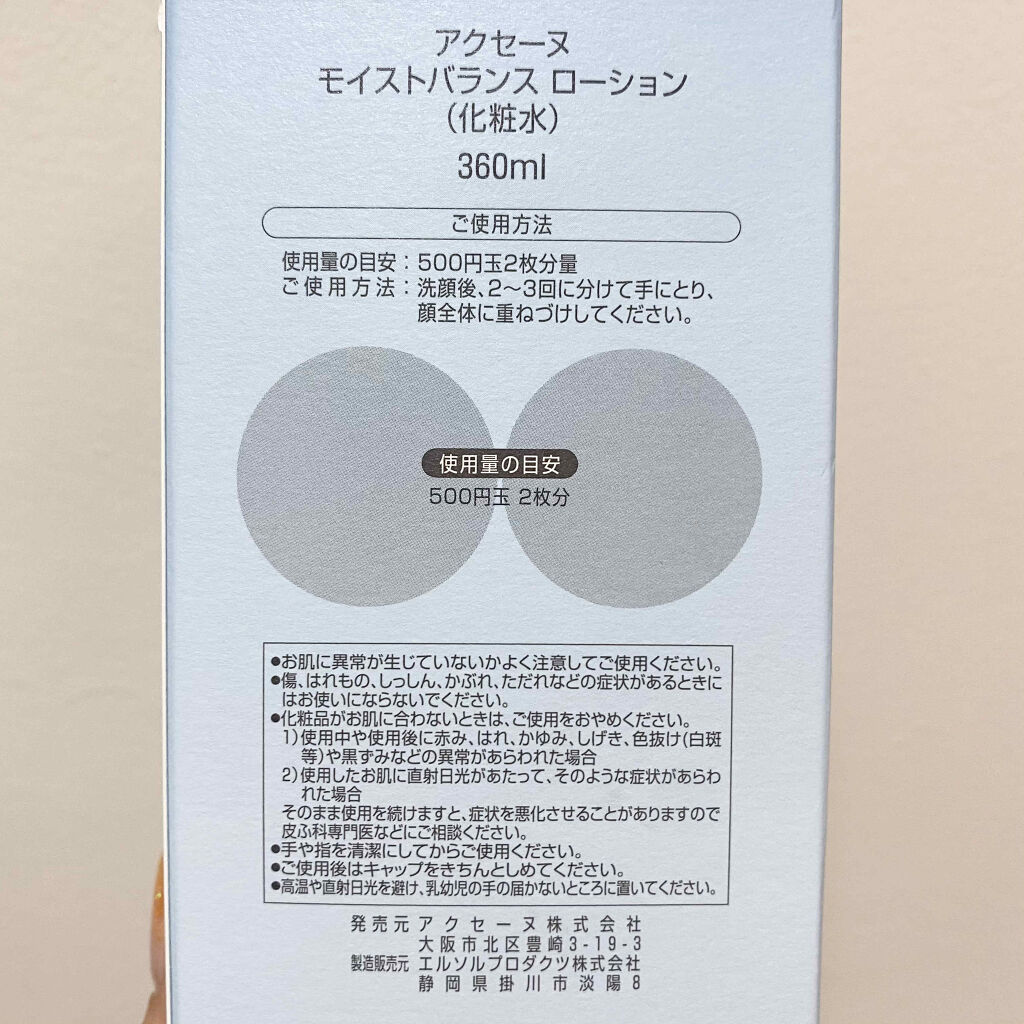 アクセーヌ
モイストバランス ローション
(化粧水)
360ml
ご使用方法
使用量の目安：500円玉2枚分量
ご使用方法：洗顔後、2〜3回に分けて手にとり、
顔全体に重ねづけしてください。
使用量の目安
500円玉 2枚分
●お肌に異常が生じていないかよく注意してご使用ください。
●傷、はれもの、しっしん、かぶれ、ただれなどの症状があるときに
はお使いにならないでください。
●化粧品がお肌に合わないときは、ご使用をおやめください。
1)使用中や使用後に赤み、はれ、かゆみ、しげき、色抜け(白斑
等)や黒ずみなどの異常があらわれた場合
2)使用したお肌に直射日光があたって、そのような症状があらわ
れた場合
そのまま使用を続けますと、症状を悪化させることがありますので
皮ふ科専門医などにご相談ください。
●手や指を清潔にしてからご使用ください。
●ご使用後はキャップをきちんとしめてください。
●高温や直射日光を避け、乳幼児の手の届かないところに置いてください。
発売元 アクセーヌ株式会社
大阪市北区豊崎3-19-3
製造販売元 エルソルプロダクツ株式会社
静岡県掛川市淡陽8